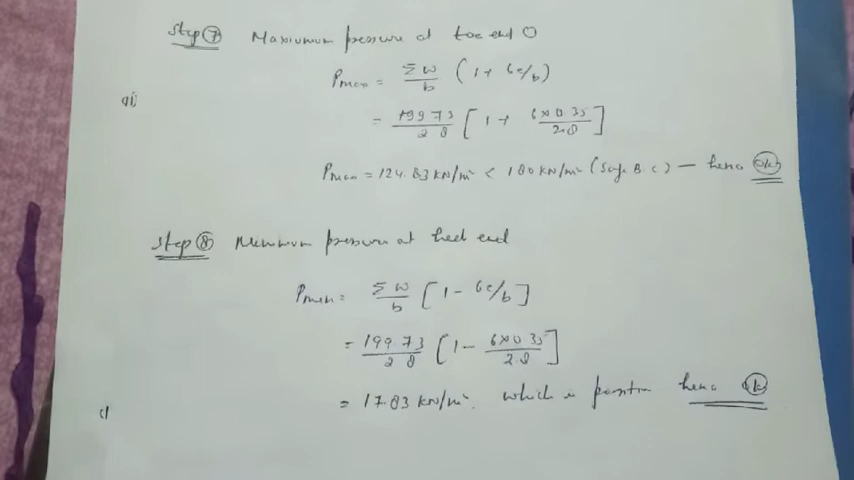 Step ⑦ Maximum pressure at toe end O
Pmax = Σw/b (1 + 6e/b)
= 199.73/2.8 [1 + 6×0.35/2.8]
Pmax = 124.83 KN/m² < 180 KN/m² (Safe B.C) — hence ok
Step ⑧ Minimum pressure at heel end
Pmin = Σw/b [1 - 6e/b]
= 199.73/2.8 [1 - 6×0.35/2.8]
= 17.83 KN/m². which is positive hence ok